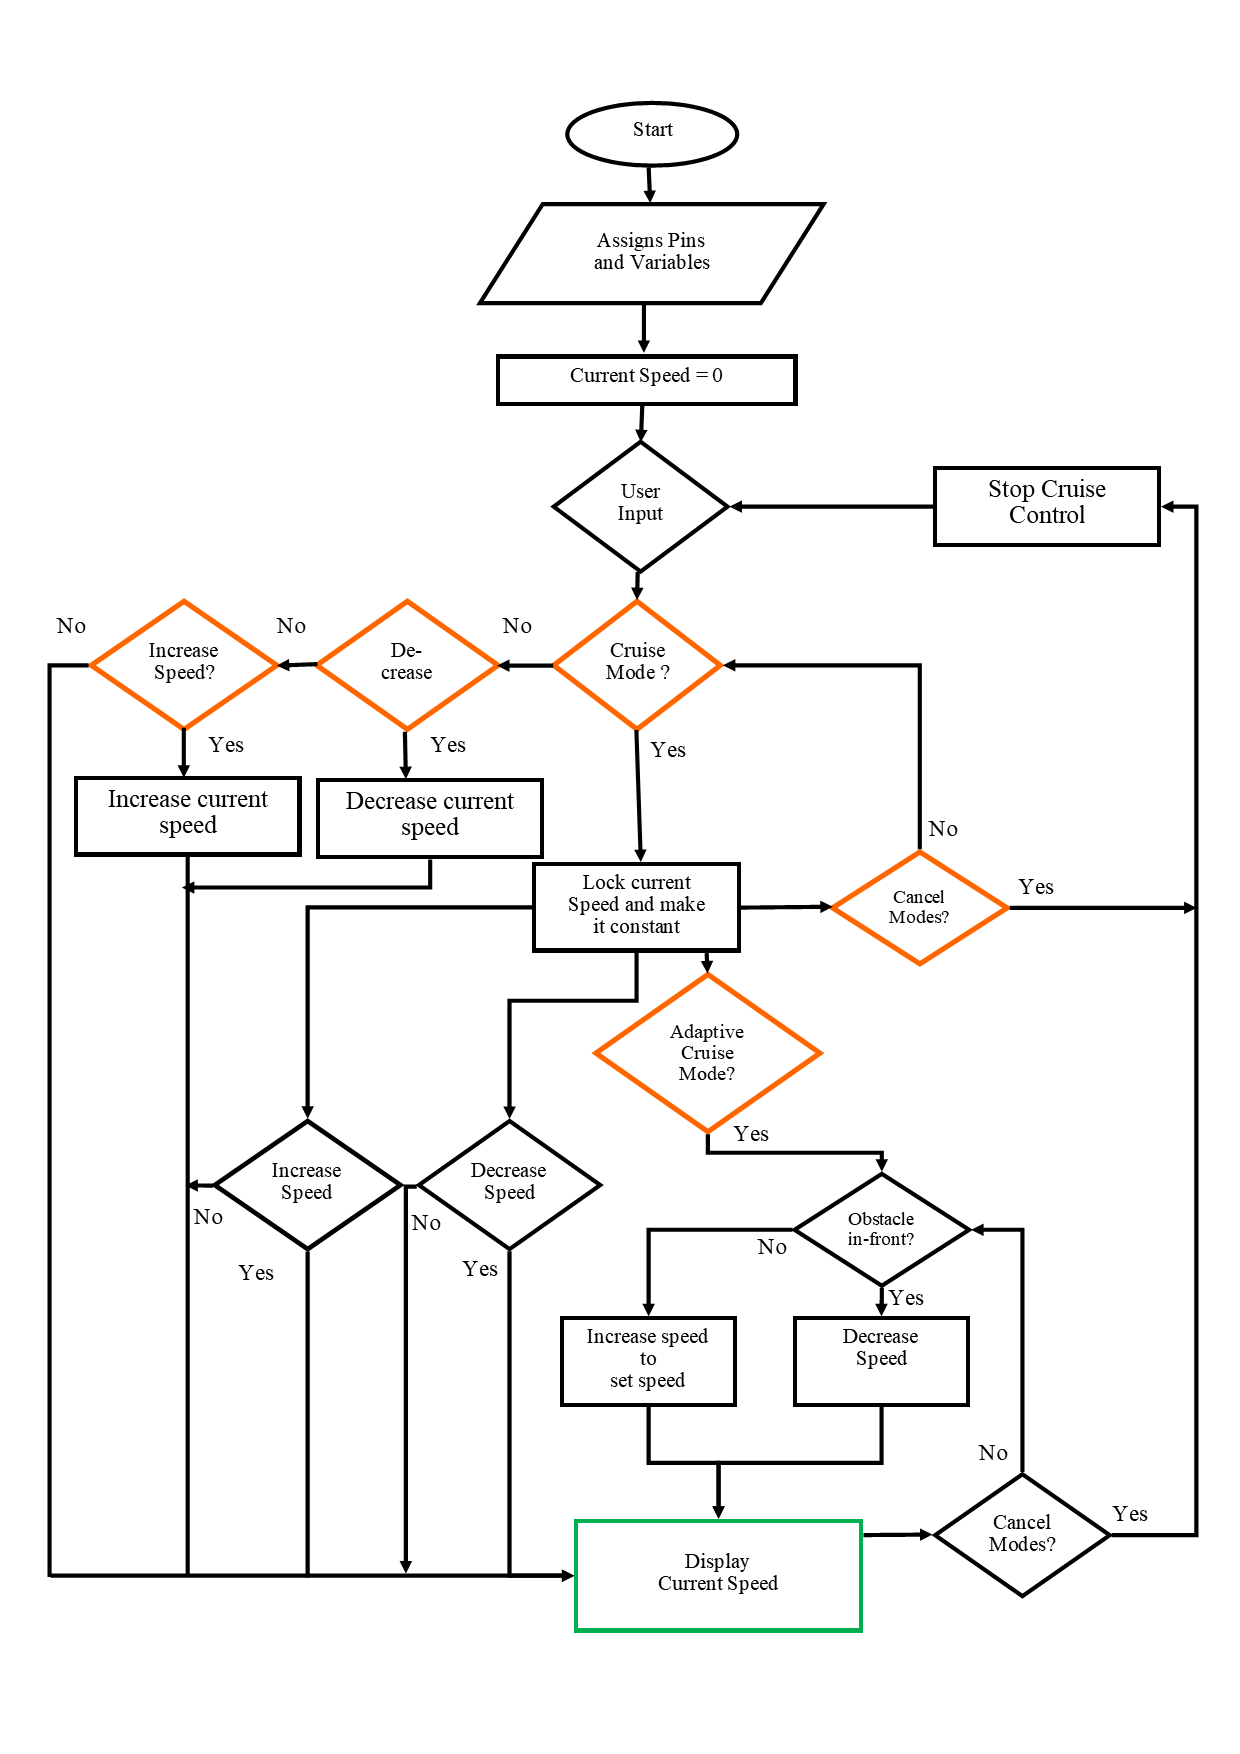 Start
Assigns Pins
and Variables
Current Speed = 0
User
Input
Stop Cruise
Control
No
Increase
Speed?
No
De-
crease
No
Cruise
Mode ?
Yes
Yes
Yes
Increase current
speed
Decrease current
speed
No
Lock current
Speed and make
it constant
Cancel
Modes?
Yes
Adaptive
Cruise
Mode?
Yes
Increase
Speed
Decrease
Speed
No
No
Yes
Yes
Obstacle
in-front?
No
Yes
Increase speed
to
set speed
Decrease
Speed
No
Cancel
Modes?
Yes
Display
Current Speed